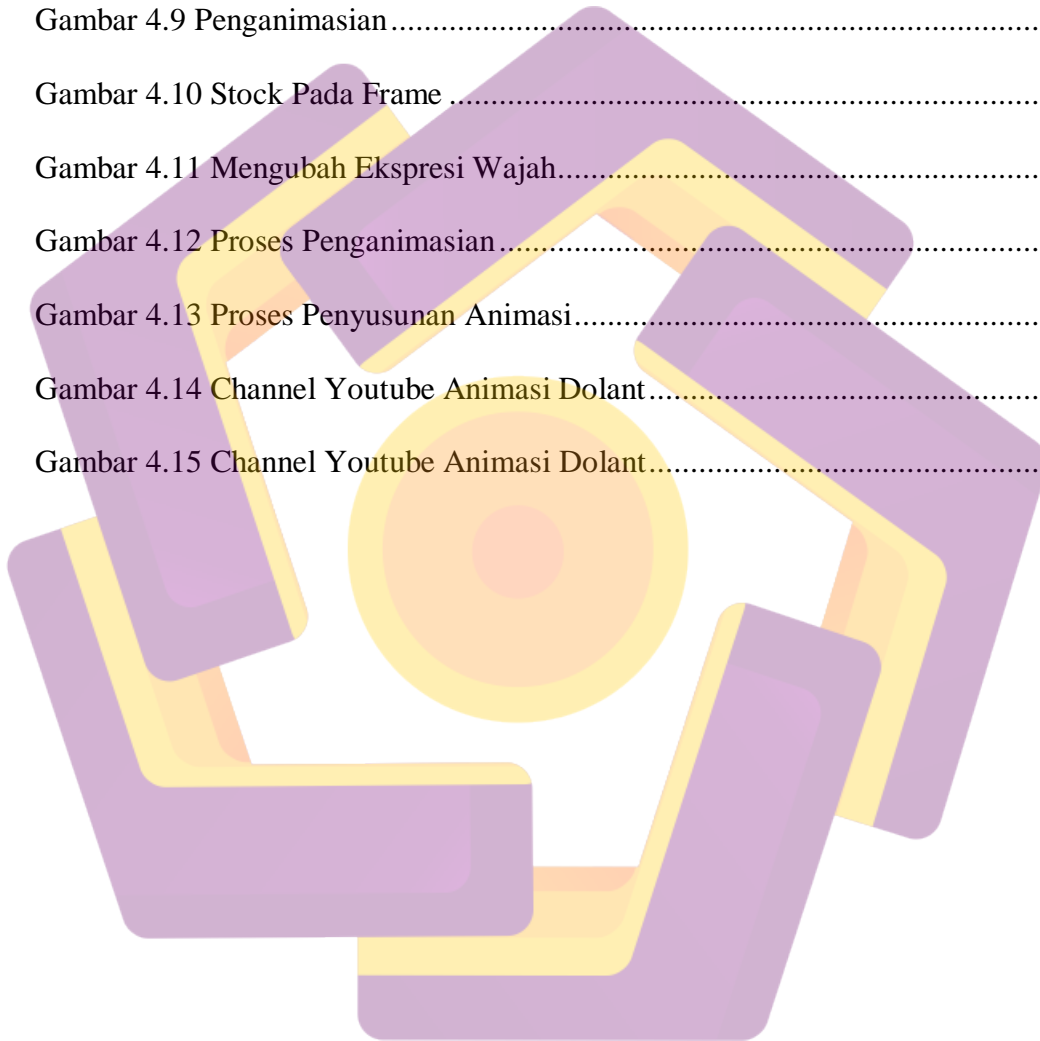 Gambar 4.9 Penganimasian........................................................................
Gambar 4.10 Stock Pada Frame ................................................................
Gambar 4.11 Mengubah Ekspresi Wajah....................................................
Gambar 4.12 Proses Penganimasian ..........................................................
Gambar 4.13 Proses Penyusunan Animasi..................................................
Gambar 4.14 Channel Youtube Animasi Dolant..........................................
Gambar 4.15 Channel Youtube Animasi Dolant..........................................